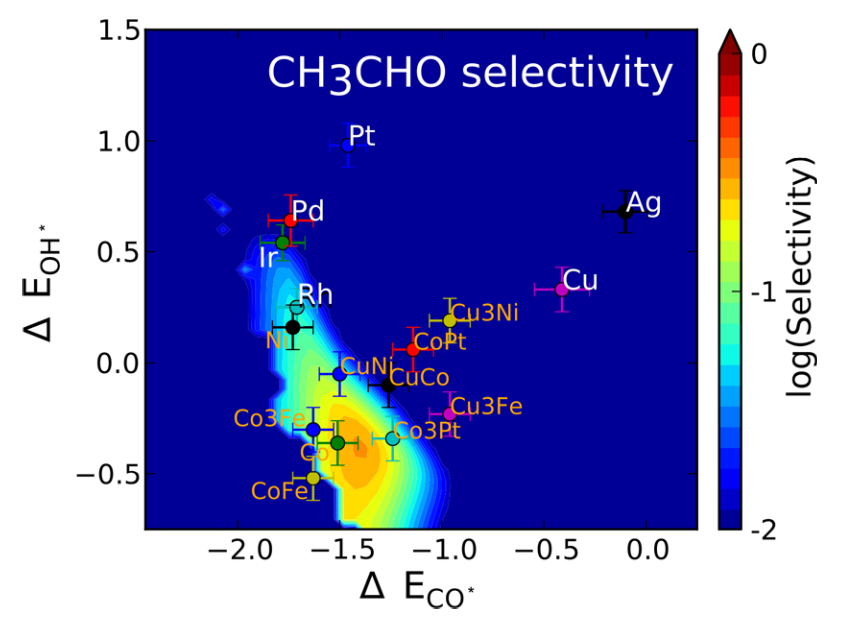 CH3CHO selectivity
1.5
1.0
0.5
0.0
−0.5
Δ E_OH*
Pt
Pd
Ir
Rh
Ni
Ag
Cu
Cu3Ni
CoPt
CuNi
CuCo
Cu3Fe
Co3Fe
Co3Pt
Co
CoFe
−2.0 −1.5 −1.0 −0.5 0.0
Δ E_CO*
0
-1
-2
log(Selectivity)